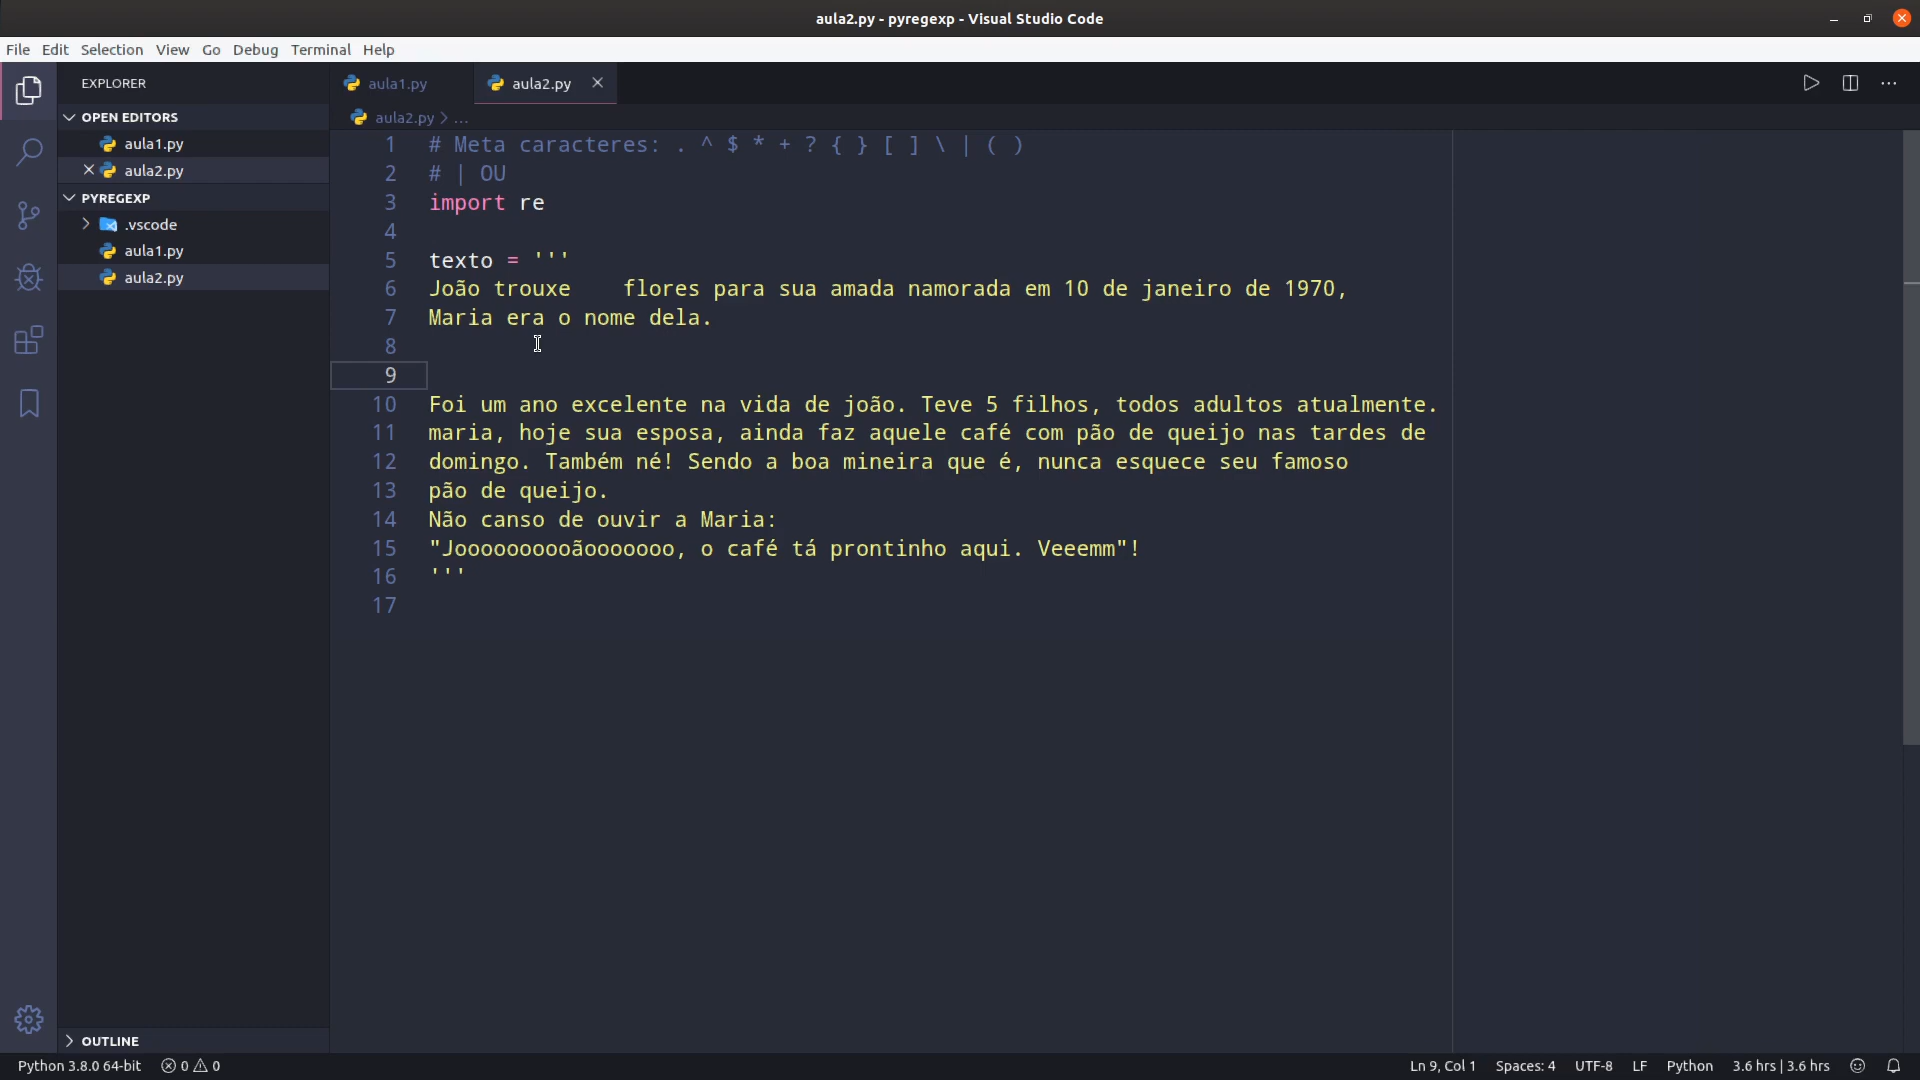 aula2.py - pyregexp - Visual Studio Code
File Edit Selection View Go Debug Terminal Help
EXPLORER
OPEN EDITORS
aula1.py
aula2.py
PYREGEXP
.vscode
aula1.py
aula2.py
OUTLINE
aula1.py aula2.py
aula2.py > ...
1 # Meta caracteres: . ^ $ * + ? { } [ ] \ | ( )
2 # | OU
3 import re
4
5 texto = '''
6 João trouxe    flores para sua amada namorada em 10 de janeiro de 1970,
7 Maria era o nome dela.
8
9
10 Foi um ano excelente na vida de joão. Teve 5 filhos, todos adultos atualmente.
11 maria, hoje sua esposa, ainda faz aquele café com pão de queijo nas tardes de
12 domingo. Também né! Sendo a boa mineira que é, nunca esquece seu famoso
13 pão de queijo.
14 Não canso de ouvir a Maria:
15 "Joooooooooãooooooo, o café tá prontinho aqui. Veeemm"!
16 '''
17
Python 3.8.0 64-bit 0 0 Ln 9, Col 1 Spaces: 4 UTF-8 LF Python 3.6 hrs | 3.6 hrs